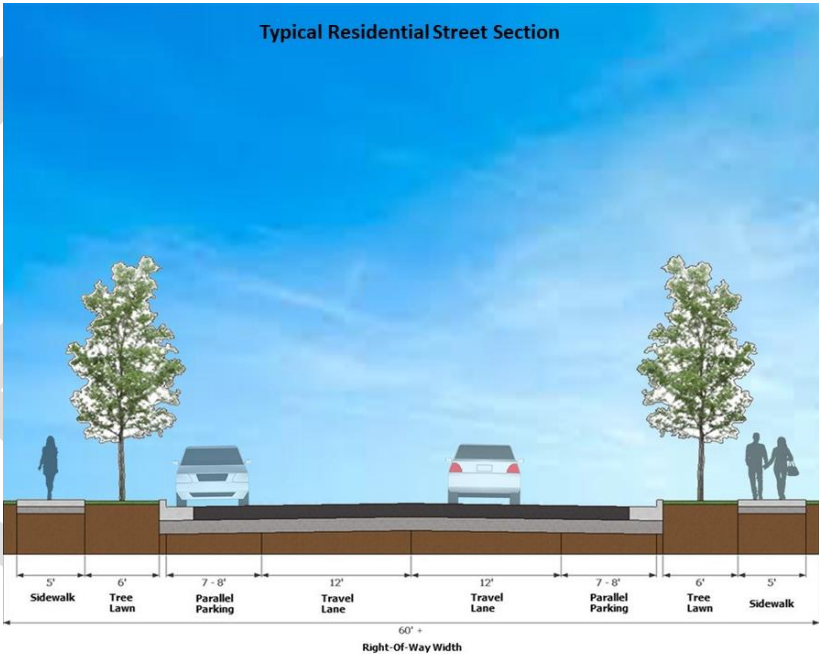 Typical Residential Street Section
5' 6' 7 - 8' 12' 12' 7 - 8' 6' 5'
Sidewalk Tree Parallel Travel Travel Parallel Tree Sidewalk
Lawn Parking Lane Lane Parking Lawn
60' +
Right-Of-Way Width